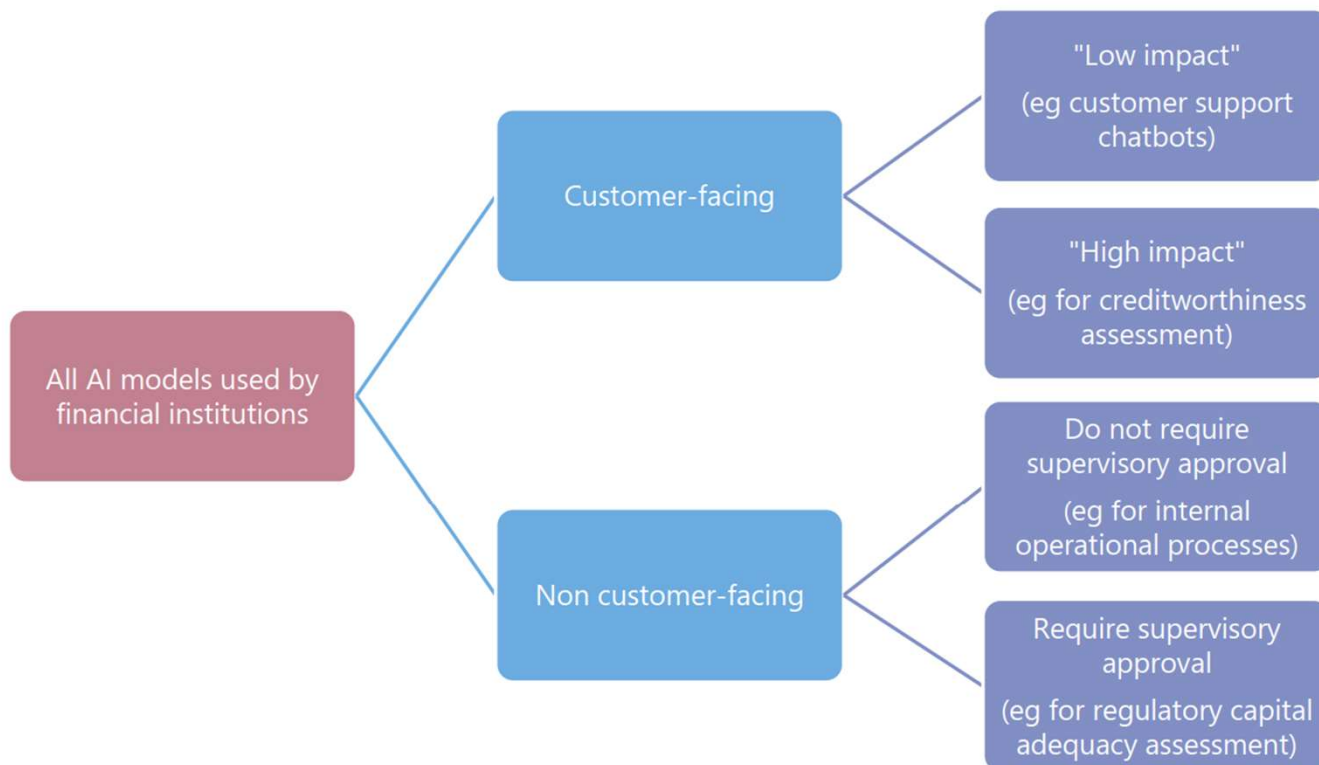 All AI models used by
financial institutions
Customer-facing
"Low impact"
(eg customer support
chatbots)
"High impact"
(eg for creditworthiness
assessment)
Non customer-facing
Do not require
supervisory approval
(eg for internal
operational processes)
Require supervisory
approval
(eg for regulatory capital
adequacy assessment)